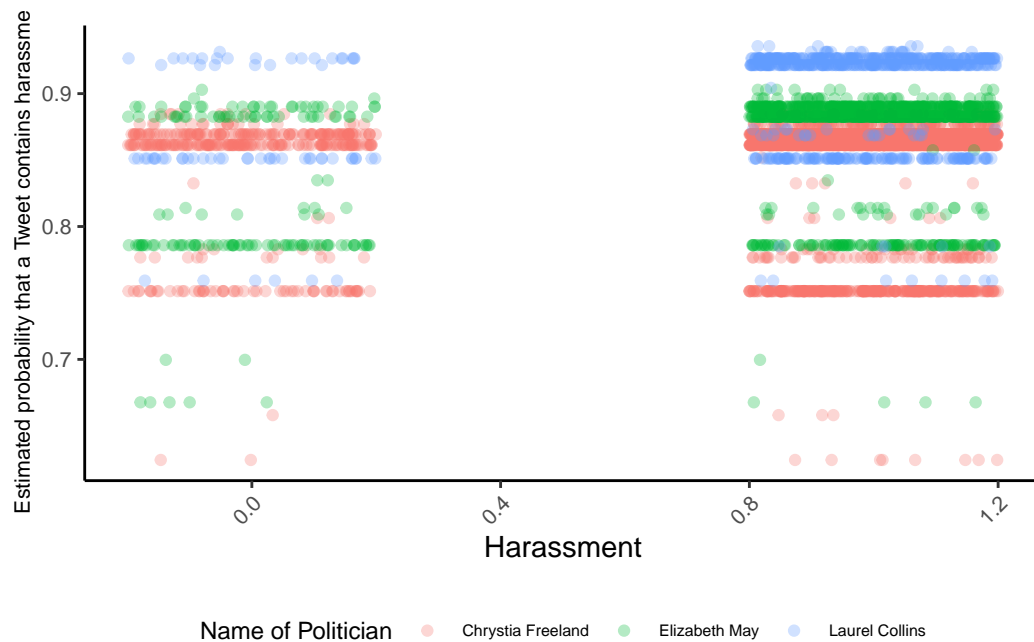 Estimated probability that a Tweet contains harassme
0.9
0.8
0.7
0.0
0.4
0.8
1.2
Harassment
Name of Politician
Chrystia Freeland
Elizabeth May
Laurel Collins